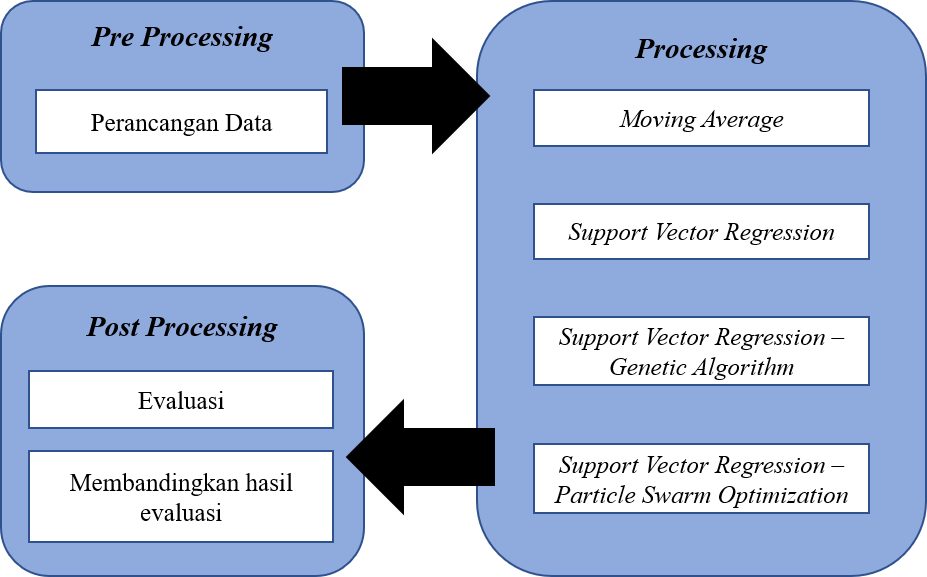 Pre Processing
Perancangan Data
Processing
Moving Average
Support Vector Regression
Support Vector Regression –
Genetic Algorithm
Support Vector Regression –
Particle Swarm Optimization
Post Processing
Evaluasi
Membandingkan hasil
evaluasi